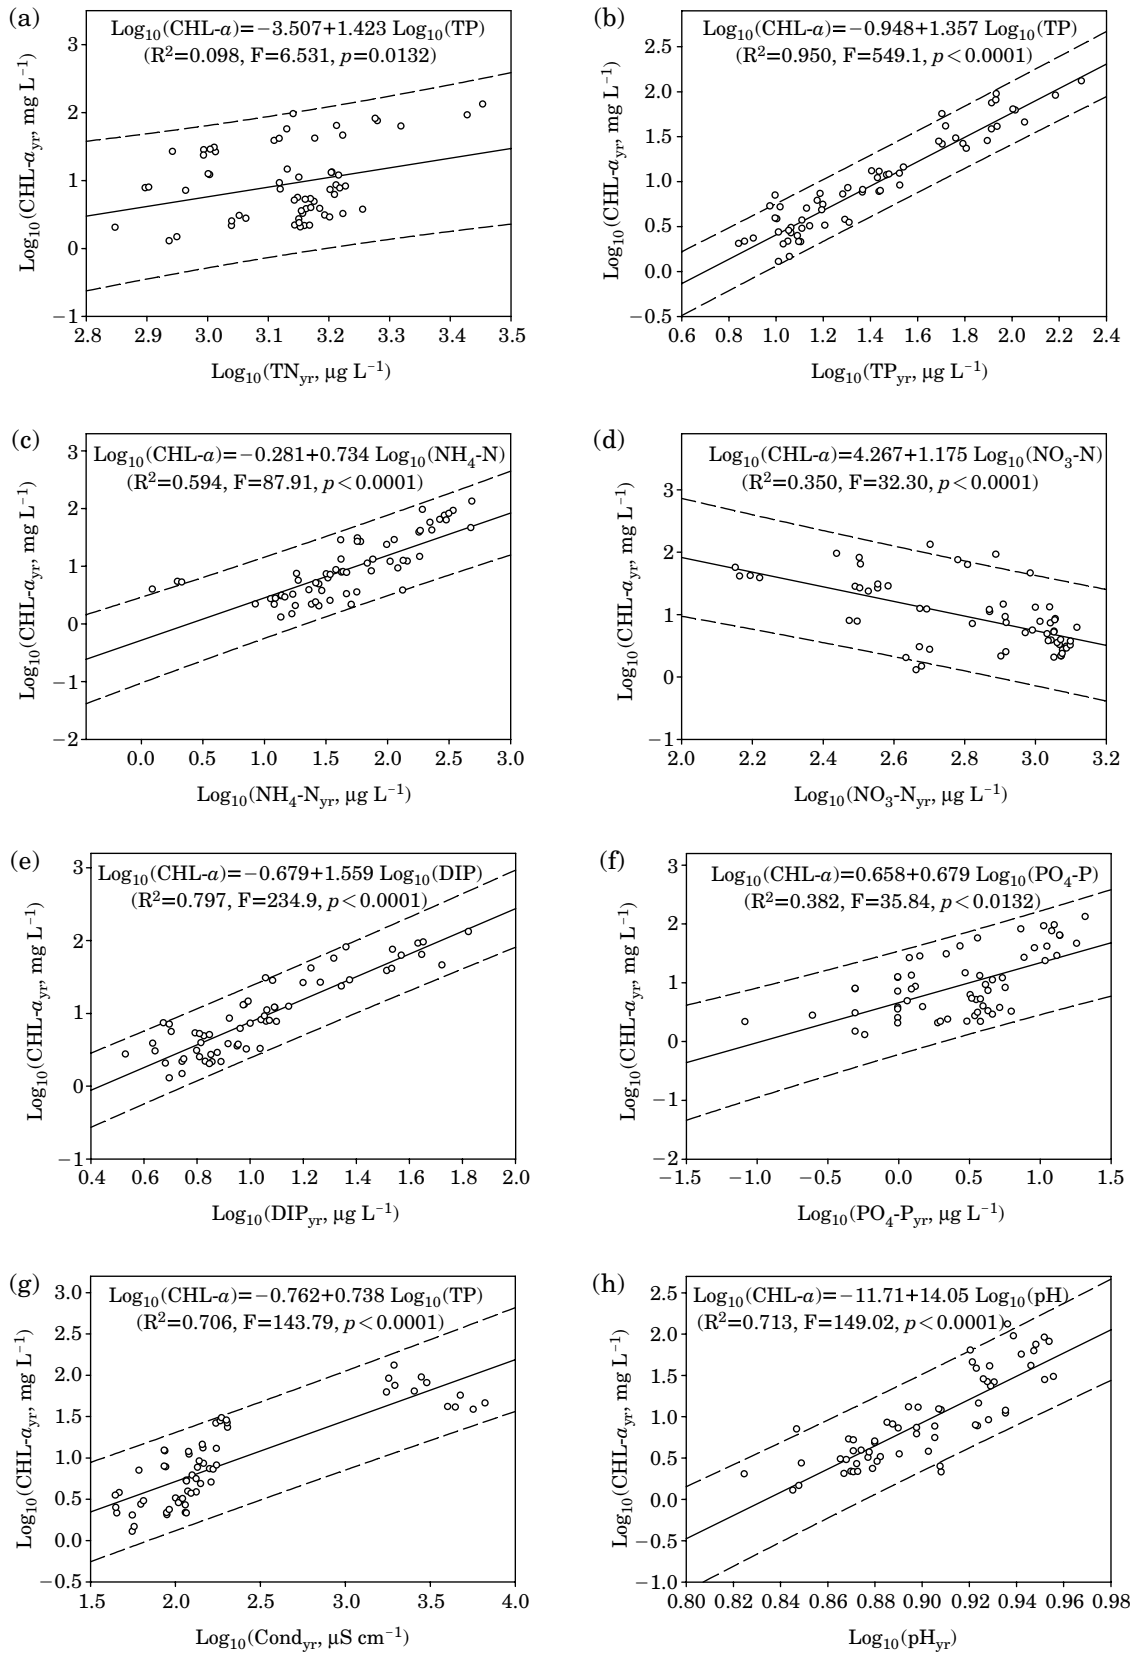 (a)
Log10(CHL-a)=−3.507+1.423 Log10(TP)
(R2=0.098, F=6.531, p=0.0132)
3
2
1
0
−1
Log10(CHL-ayr, mg L−1)
2.8 2.9 3.0 3.1 3.2 3.3 3.4 3.5
Log10(TNyr, μg L−1)
(b)
Log10(CHL-a)=−0.948+1.357 Log10(TP)
(R2=0.950, F=549.1, p<0.0001)
2.5
2.0
1.5
1.0
0.5
0.0
−0.5
Log10(CHL-ayr, mg L−1)
0.6 0.8 1.0 1.2 1.4 1.6 1.8 2.0 2.2 2.4
Log10(TPyr, μg L−1)
(c)
Log10(CHL-a)=−0.281+0.734 Log10(NH4-N)
(R2=0.594, F=87.91, p<0.0001)
3
2
1
0
−1
−2
Log10(CHL-ayr, mg L−1)
0.0 0.5 1.0 1.5 2.0 2.5 3.0
Log10(NH4-Nyr, μg L−1)
(d)
Log10(CHL-a)=4.267+1.175 Log10(NO3-N)
(R2=0.350, F=32.30, p<0.0001)
3
2
1
0
−1
Log10(CHL-ayr, mg L−1)
2.0 2.2 2.4 2.6 2.8 3.0 3.2
Log10(NO3-Nyr, μg L−1)
(e)
Log10(CHL-a)=−0.679+1.559 Log10(DIP)
(R2=0.797, F=234.9, p<0.0001)
3
2
1
0
−1
Log10(CHL-ayr, mg L−1)
0.4 0.6 0.8 1.0 1.2 1.4 1.6 1.8 2.0
Log10(DIPyr, μg L−1)
(f)
Log10(CHL-a)=0.658+0.679 Log10(PO4-P)
(R2=0.382, F=35.84, p<0.0132)
3
2
1
0
−1
−2
Log10(CHL-ayr, mg L−1)
−1.5 −1.0 −0.5 0.0 0.5 1.0 1.5
Log10(PO4-Pyr, μg L−1)
(g)
Log10(CHL-a)=−0.762+0.738 Log10(TP)
(R2=0.706, F=143.79, p<0.0001)
3.0
2.5
2.0
1.5
1.0
0.5
0.0
−0.5
Log10(CHL-ayr, mg L−1)
1.5 2.0 2.5 3.0 3.5 4.0
Log10(Condyr, μS cm−1)
(h)
Log10(CHL-a)=−11.71+14.05 Log10(pH)
(R2=0.713, F=149.02, p<0.0001)
2.5
2.0
1.5
1.0
0.5
0.0
−0.5
−1.0
Log10(CHL-ayr, mg L−1)
0.80 0.82 0.84 0.86 0.88 0.90 0.92 0.94 0.96 0.98
Log10(pHyr)